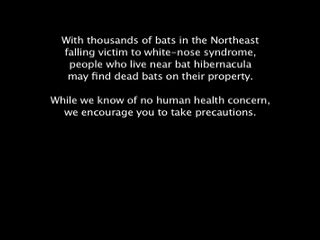 With thousands of bats in the Northeast
falling victim to white-nose syndrome,
people who live near bat hibernacula
may find dead bats on their property.
While we know of no human health concern,
we encourage you to take precautions.